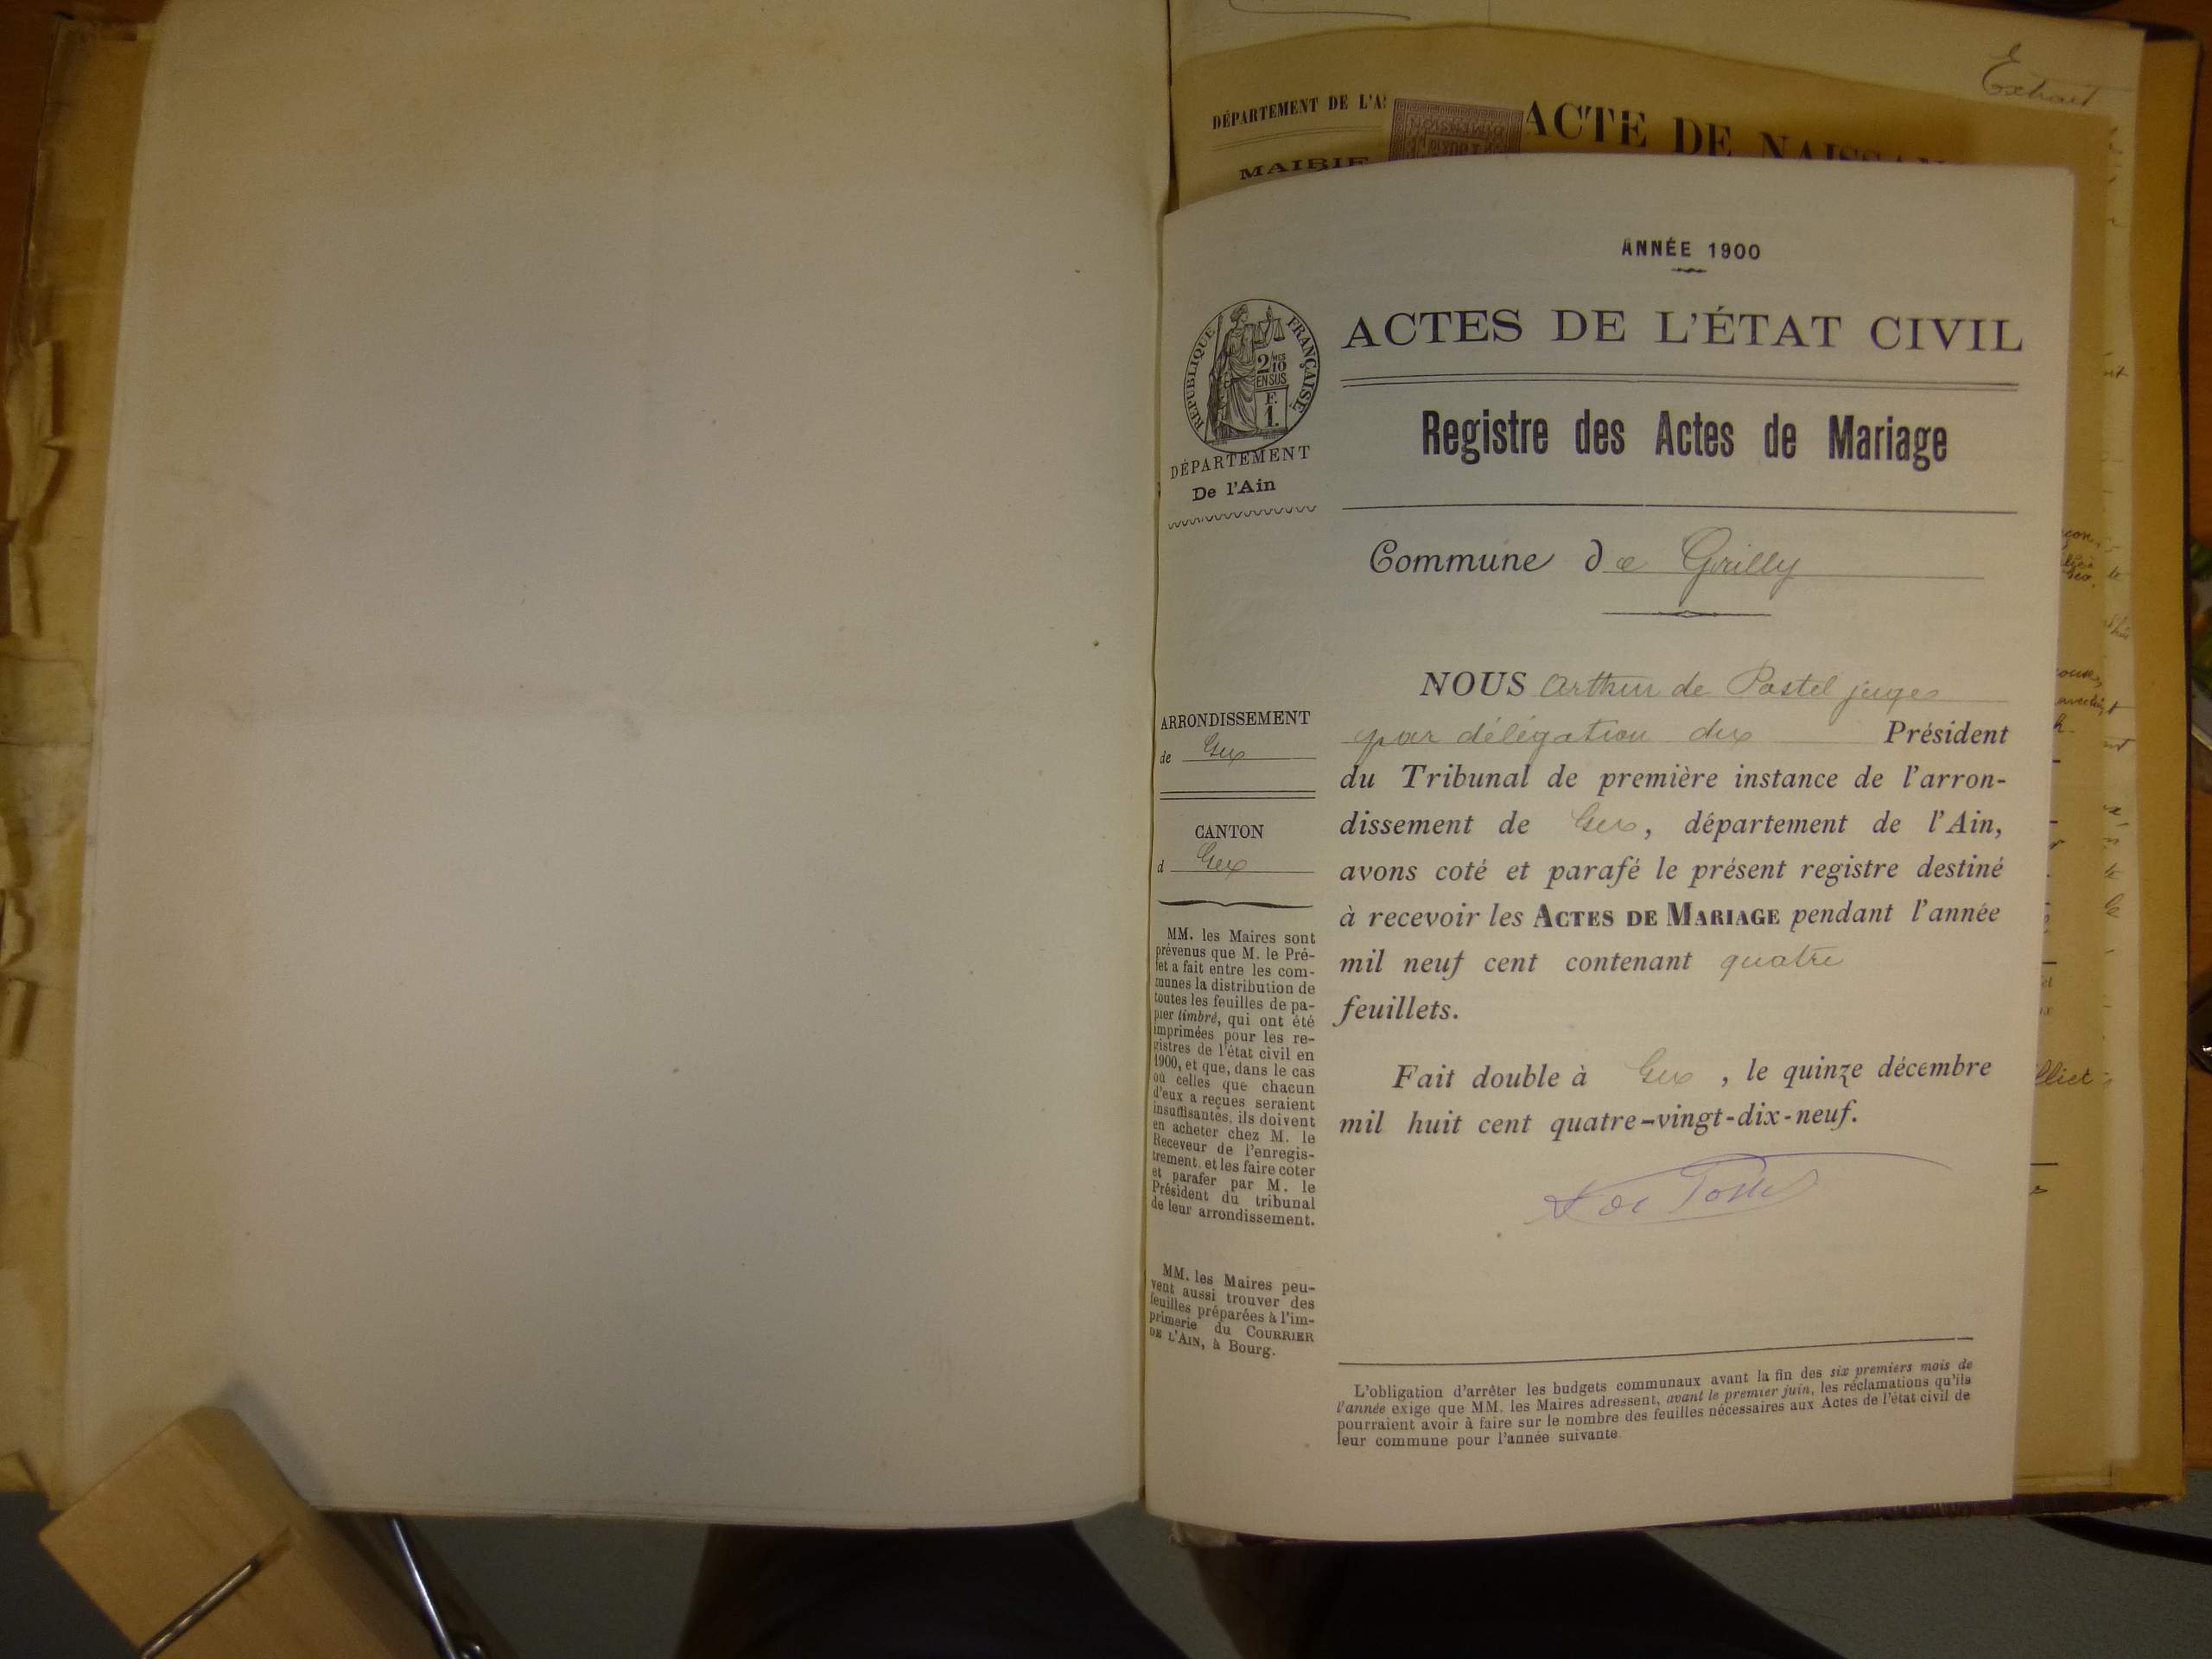 Extrait
DÉPARTEMENT DE L'A
ACTE DE NAISSAN
MAIRIE
DIMENSION
ANNÉE 1900
RÉPUBLIQUE FRANÇAISE
2/10 MES
EN SUS
F.
1.
DÉPARTEMENT
De l'Ain
ACTES DE L'ÉTAT CIVIL
Registre des Actes de Mariage
Commune de Grilly
ARRONDISSEMENT
de Gex
CANTON
d Gex
MM. les Maires sont
prévenus que M. le Pré-
fet a fait entre les com-
munes la distribution de
toutes les feuilles de pa-
pier timbré, qui ont été
imprimées pour les re-
gistres de l'état civil en
1900, et que, dans le cas
où celles que chacun
d'eux a reçues seraient
insuffisantes, ils doivent
en acheter chez M. le
Receveur de l'enregis-
trement, et les faire coter
et parafer par M. le
Président du tribunal
de leur arrondissement.
MM. les Maires peu-
vent aussi trouver des
feuilles préparées à l'im-
primerie du COURRIER
DE L'AIN, à Bourg.
NOUS Arthur de Postel juge
par délégation du Président
du Tribunal de première instance de l'arron-
dissement de Gex, département de l'Ain,
avons coté et parafé le présent registre destiné
à recevoir les ACTES DE MARIAGE pendant l'année
mil neuf cent contenant quatre
feuillets.
Fait double à Gex, le quinze décembre
mil huit cent quatre-vingt-dix-neuf.
L'obligation d'arrêter les budgets communaux avant la fin des six premiers mois de
l'année exige que MM. les Maires adressent, avant le premier juin, les réclamations qu'ils
pourraient avoir à faire sur le nombre des feuilles nécessaires aux Actes de l'état civil de
leur commune pour l'année suivante.